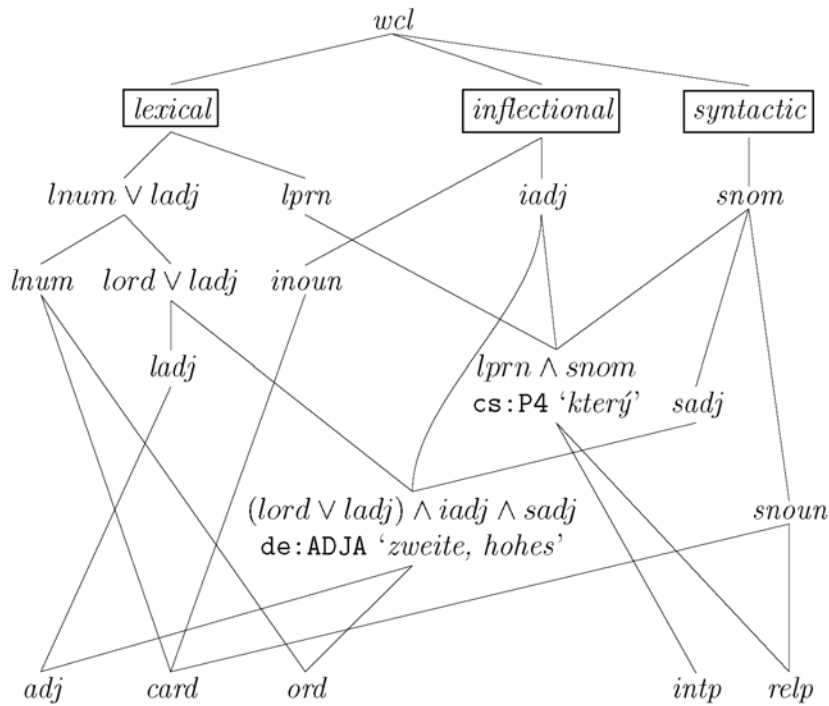 wcl
lexical inflectional syntactic
lnum ∨ ladj lprn iadj snom
lnum lord ∨ ladj inoun
ladj lprn ∧ snom
cs:P4 ‘který’ sadj
(lord ∨ ladj) ∧ iadj ∧ sadj snoun
de:ADJA ‘zweite, hohes’
adj card ord intp relp